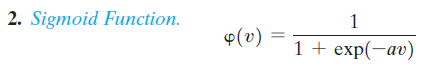 2. Sigmoid Function.
φ(v) = 1 / (1 + exp(−av))